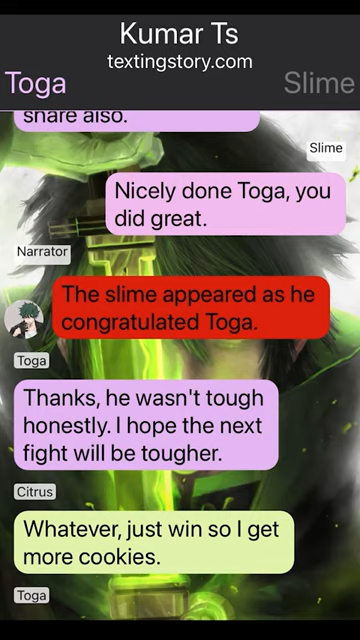 Kumar Ts
textingstory.com
Toga
Slime
share also.
Slime
Nicely done Toga, you
did great.
Narrator
The slime appeared as he
congratulated Toga.
Toga
Thanks, he wasn't tough
honestly. I hope the next
fight will be tougher.
Citrus
Whatever, just win so I get
more cookies.
Toga
textingstory.com